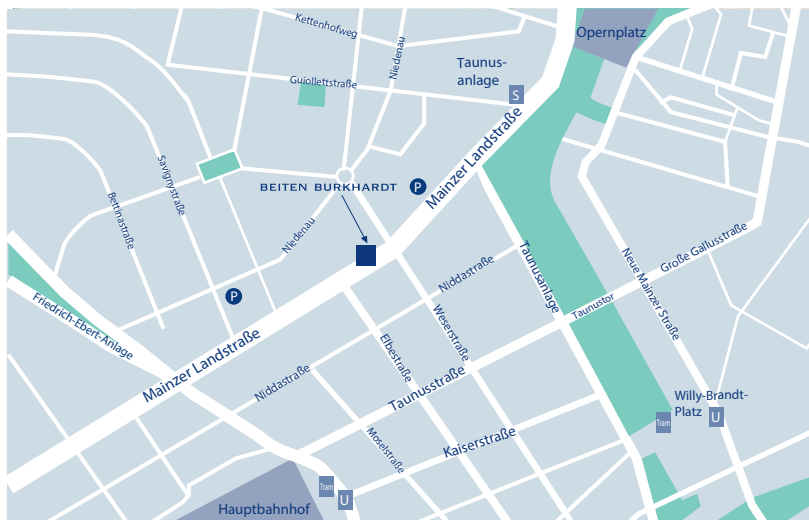 Kettenhofweg
Opernplatz
Niedenau
Taunus-
anlage
S
Guiollettstraße
Mainzer Landstraße
P
BEITEN BURKHARDT
Savignystraße
Bettinastraße
Niedenau
Niddastraße
Taunusanlage
Große Gallusstraße
Neue Mainzer Straße
P
Taunustor
Weserstraße
Friedrich-Ebert-Anlage
Mainzer Landstraße
Elbestraße
Niddastraße
Taunusstraße
Willy-Brandt-
Platz
Tram
U
Kaiserstraße
Moselstraße
Tram
U
Hauptbahnhof